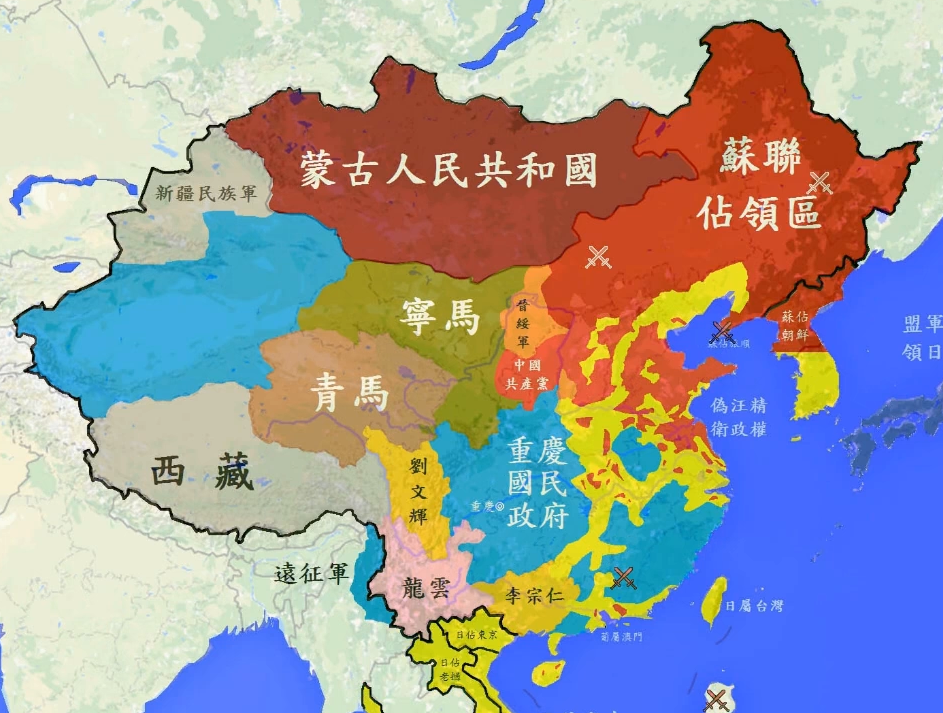 蒙古人民共和國
蘇聯
佔領區
新疆民族軍
寧馬
晉
綏
軍
中國
共產黨
蘇佔
朝鮮
盟軍
領日
青馬
偽汪精
衛政權
西藏
劉
文
輝
重慶
國民
政府
重慶
遠征軍
龍雲
李宗仁
日屬台灣
葡屬澳門
日佔東京
日佔
老撾